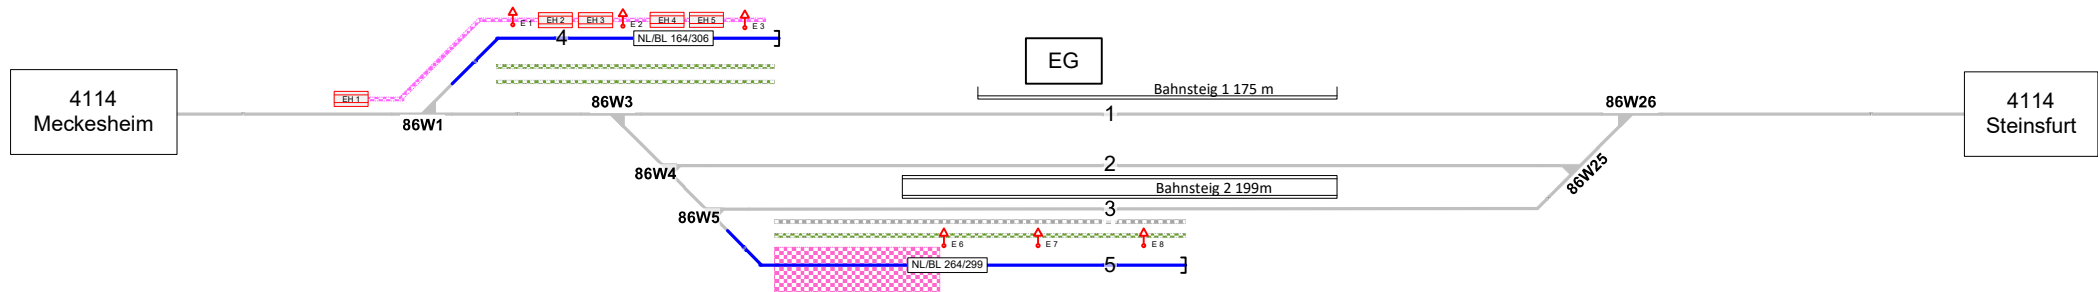 E 1
EH 2
EH 3
E 2
EH 4
EH 5
E 3
4
NL/BL 164/306
EG
4114
Meckesheim
EH 1
86W1
86W3
Bahnsteig 1 175 m
1
86W26
4114
Steinsfurt
2
86W4
86W25
Bahnsteig 2 199m
86W5
3
E 6
E 7
E 8
NL/BL 264/299
5